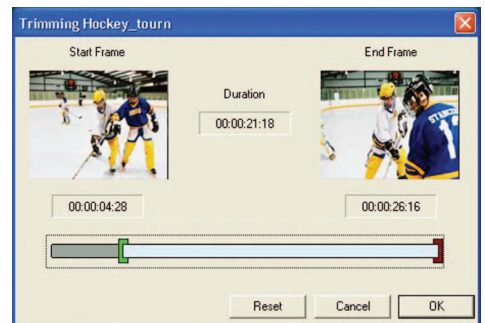 Trimming Hockey_tourn
Start Frame
End Frame
Duration
00:00:21:18
00:00:04:28
00:00:26:16
Reset
Cancel
OK